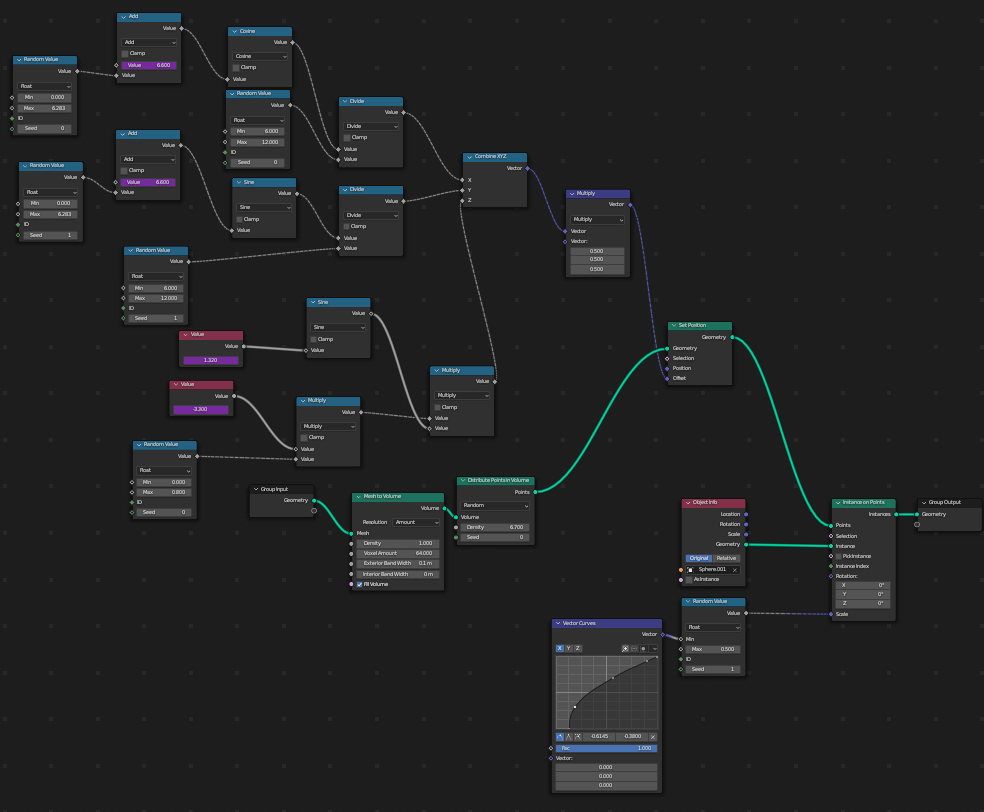 Add
Value
Add
Clamp
Value 6.600
Value
Random Value
Value
Float
Min 0.000
Max 6.283
ID
Seed 0
Cosine
Value
Cosine
Clamp
Value
Random Value
Value
Float
Min 6.000
Max 12.000
ID
Seed 0
Add
Value
Add
Clamp
Value 6.600
Value
Random Value
Value
Float
Min 0.000
Max 6.283
ID
Seed 1
Divide
Value
Divide
Clamp
Value
Value
Sine
Value
Sine
Clamp
Value
Divide
Value
Divide
Clamp
Value
Value
Combine XYZ
Vector
X
Y
Z
Multiply
Vector
Multiply
Vector
Vector:
0.500
0.500
0.500
Random Value
Value
Float
Min 6.000
Max 12.000
ID
Seed 1
Sine
Value
Sine
Clamp
Value
Value
Value
1.320
Value
Value
-3.300
Multiply
Value
Multiply
Clamp
Value
Value
Multiply
Value
Multiply
Clamp
Value
Value
Random Value
Value
Float
Min 0.000
Max 0.800
ID
Seed 0
Set Position
Geometry
Geometry
Selection
Position
Offset
Group Input
Geometry
Mesh to Volume
Volume
Resolution Amount
Mesh
Density 1.000
Voxel Amount 64.000
Exterior Band Width 0.1 m
Interior Band Width 0 m
Fill Volume
Distribute Points in Volume
Points
Random
Volume
Density 6.700
Seed 0
Object Info
Location
Rotation
Scale
Geometry
Original Relative
Sphere.001
As Instance
Instance on Points
Instances
Points
Selection
Instance
Pick Instance
Instance Index
Rotation:
X 0°
Y 0°
Z 0°
Scale
Group Output
Geometry
Random Value
Value
Float
Min
Max 0.500
ID
Seed 1
Vector Curves
Vector
X Y Z
-0.6145 -0.3800
Fac 1.000
Vector:
0.000
0.000
0.000